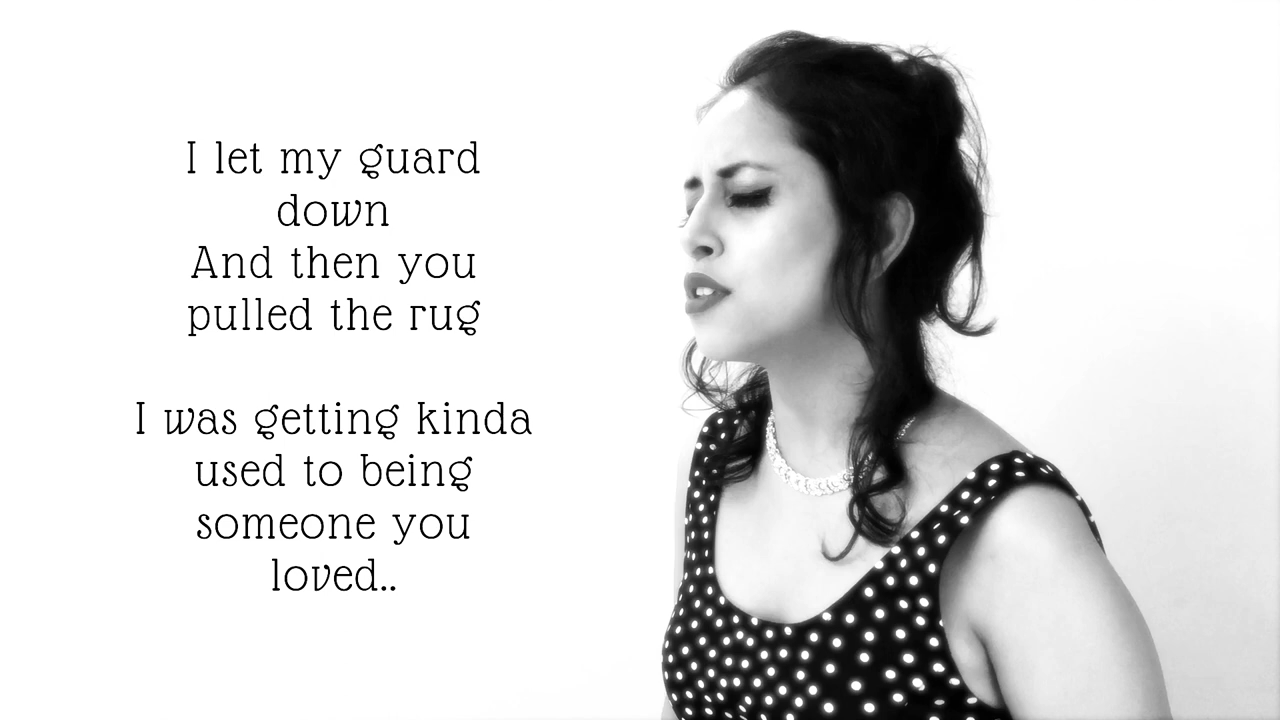 I let my guard
down
And then you
pulled the rug
I was getting kinda
used to being
someone you
loved..